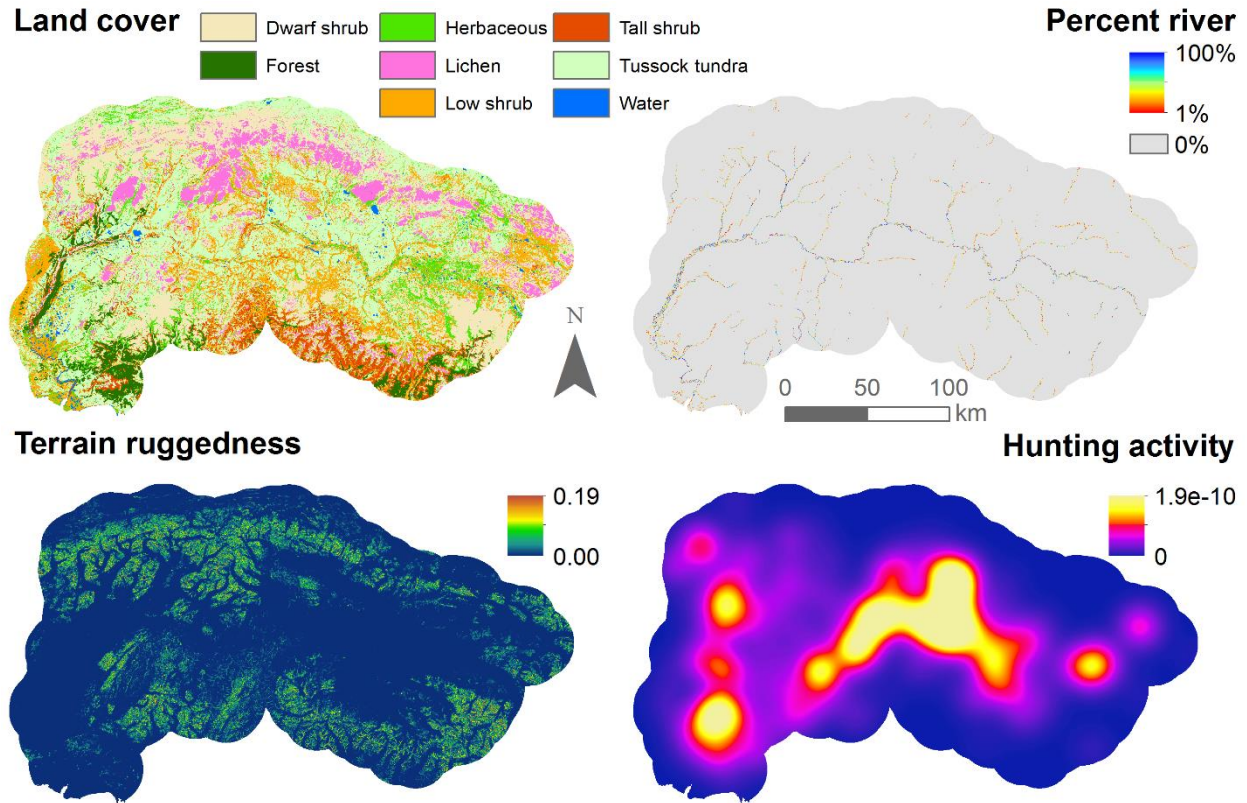 Land cover
Dwarf shrub
Herbaceous
Tall shrub
Forest
Lichen
Tussock tundra
Low shrub
Water
Percent river
100%
1%
0%
N
0 50 100
km
Terrain ruggedness
0.19
0.00
Hunting activity
1.9e-10
0